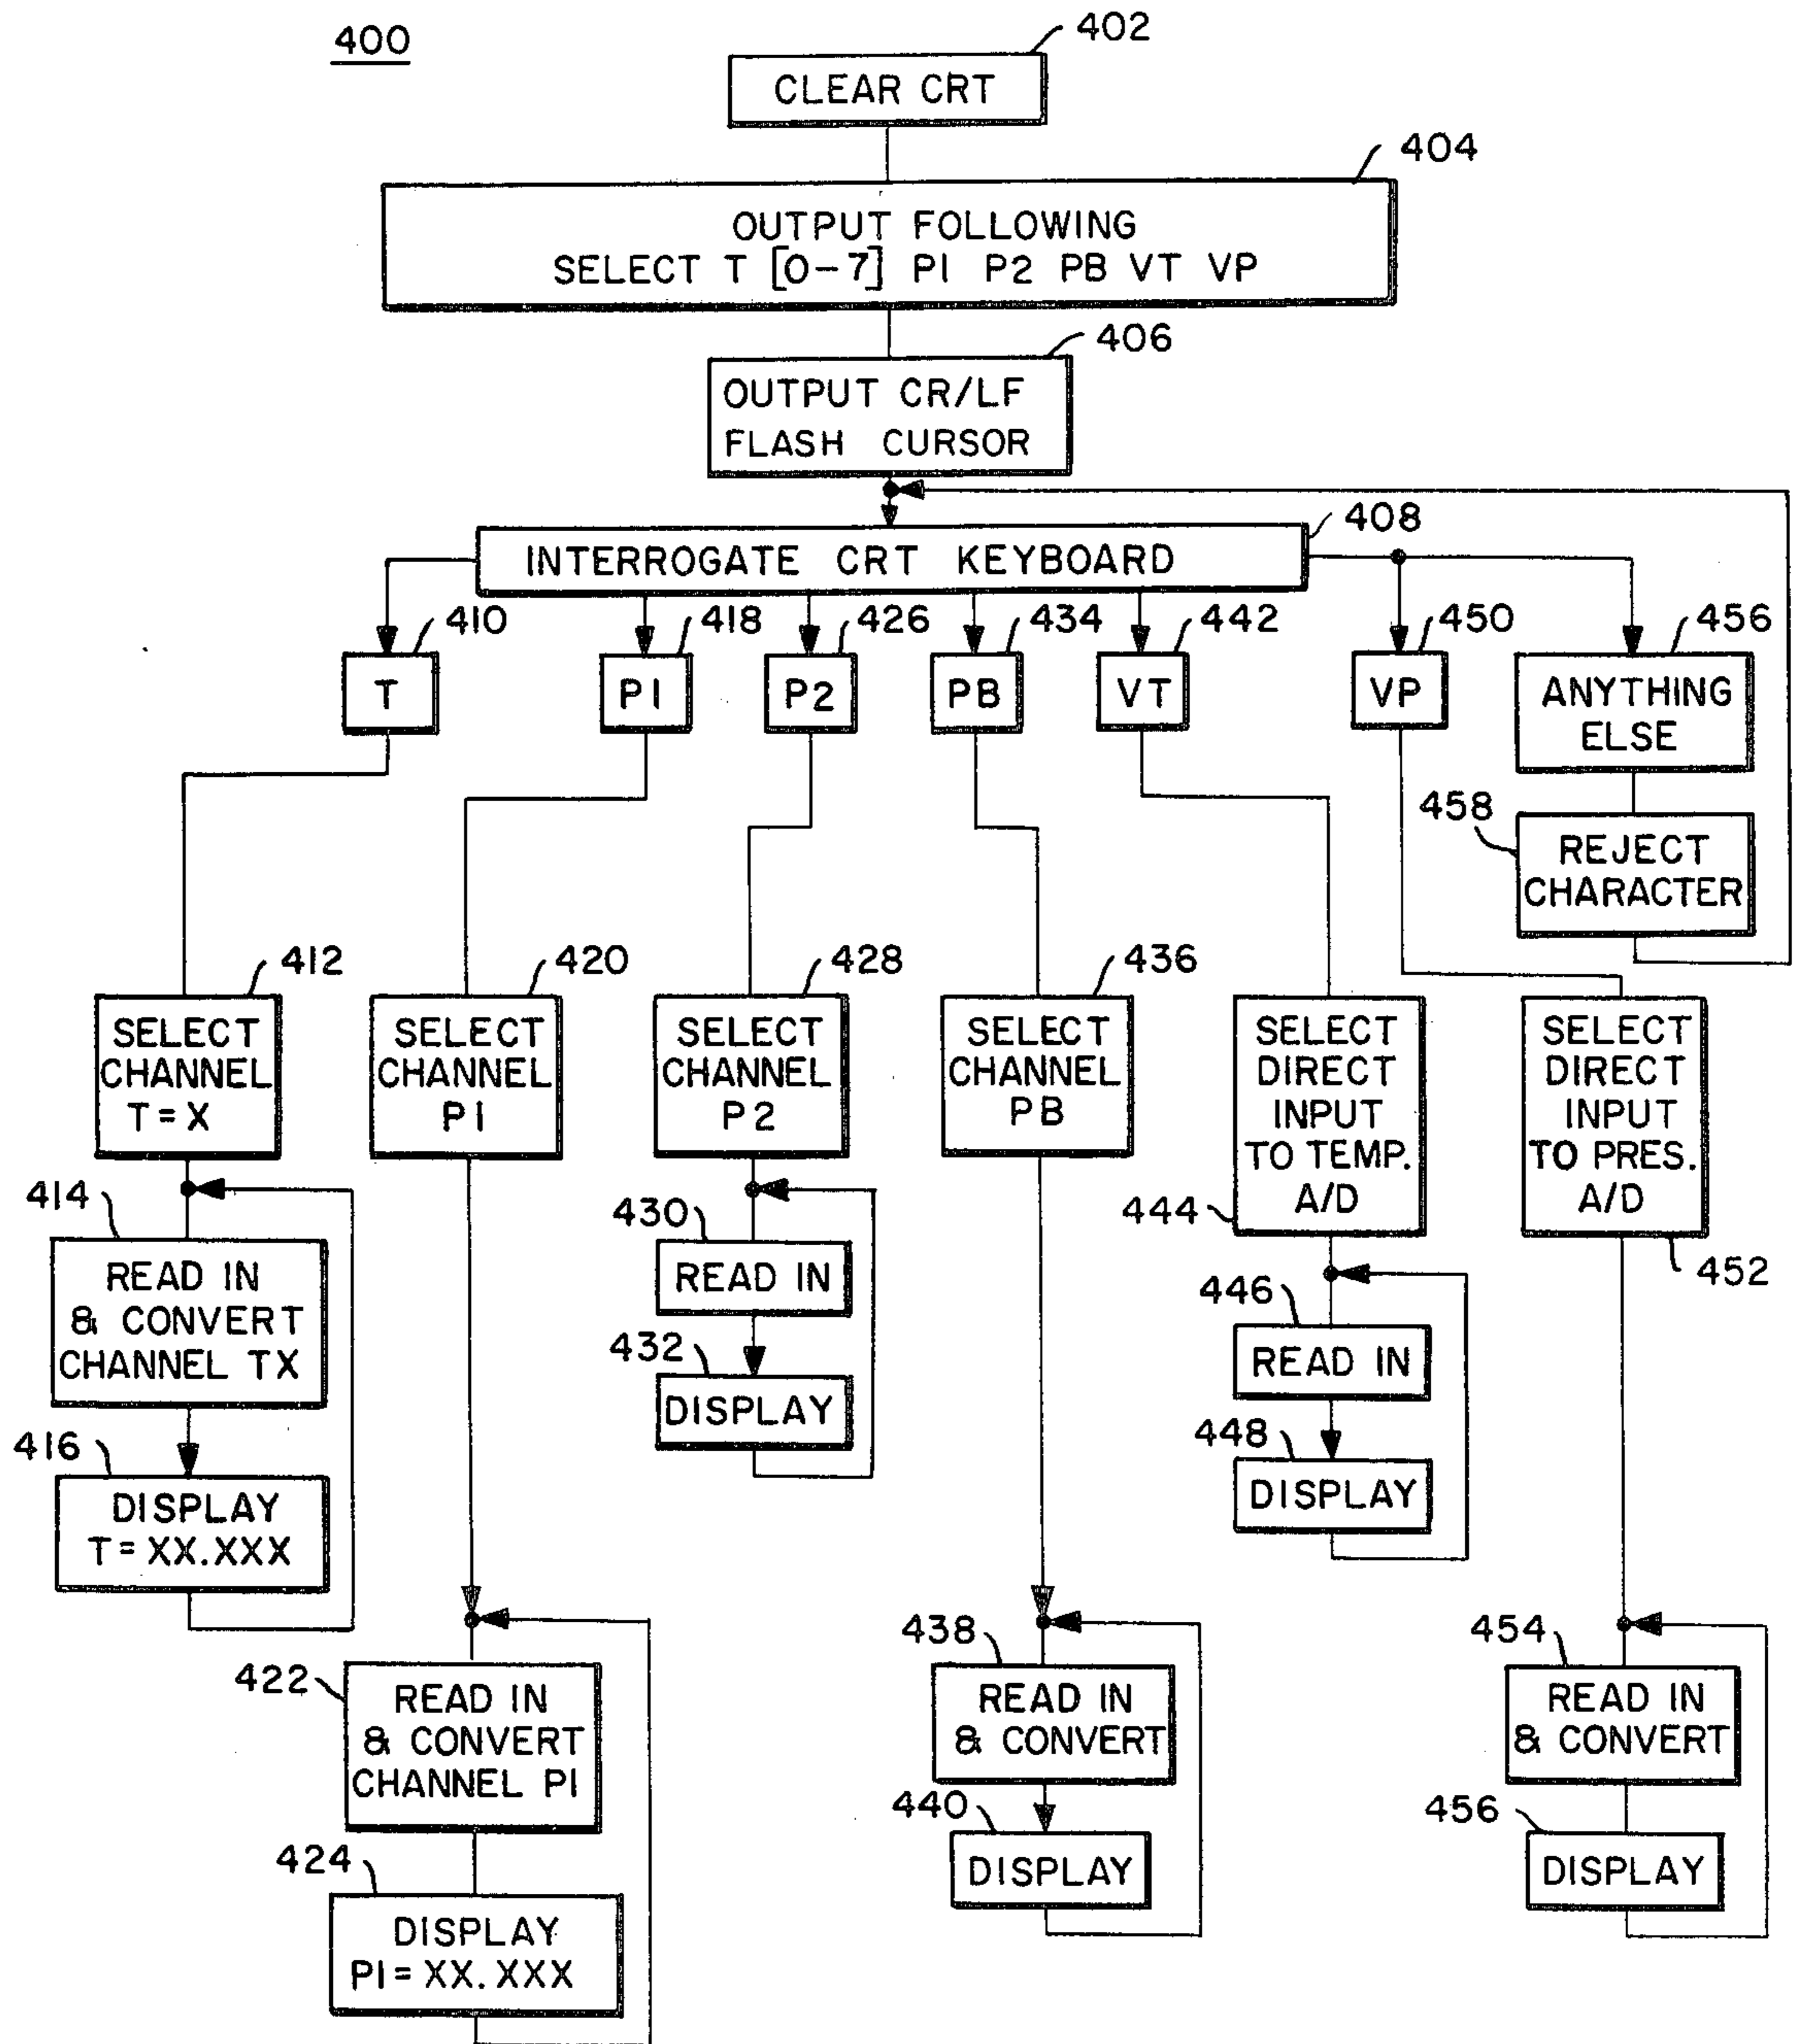 400
402
CLEAR CRT
404
OUTPUT FOLLOWING
SELECT T [0-7] P1 P2 PB VT VP
406
OUTPUT CR/LF
FLASH CURSOR
408
INTERROGATE CRT KEYBOARD
410
418
426
434
442
450
456
T
P1
P2
PB
VT
VP
ANYTHING
ELSE
458
REJECT
CHARACTER
412
SELECT
CHANNEL
T=X
420
SELECT
CHANNEL
P1
428
SELECT
CHANNEL
P2
436
SELECT
CHANNEL
PB
444
SELECT
DIRECT
INPUT
TO TEMP.
A/D
452
SELECT
DIRECT
INPUT
TO PRES.
A/D
414
READ IN
& CONVERT
CHANNEL TX
416
DISPLAY
T=XX.XXX
430
READ IN
432
DISPLAY
446
READ IN
448
DISPLAY
422
READ IN
& CONVERT
CHANNEL P1
424
DISPLAY
P1=XX.XXX
438
READ IN
& CONVERT
440
DISPLAY
454
READ IN
& CONVERT
456
DISPLAY